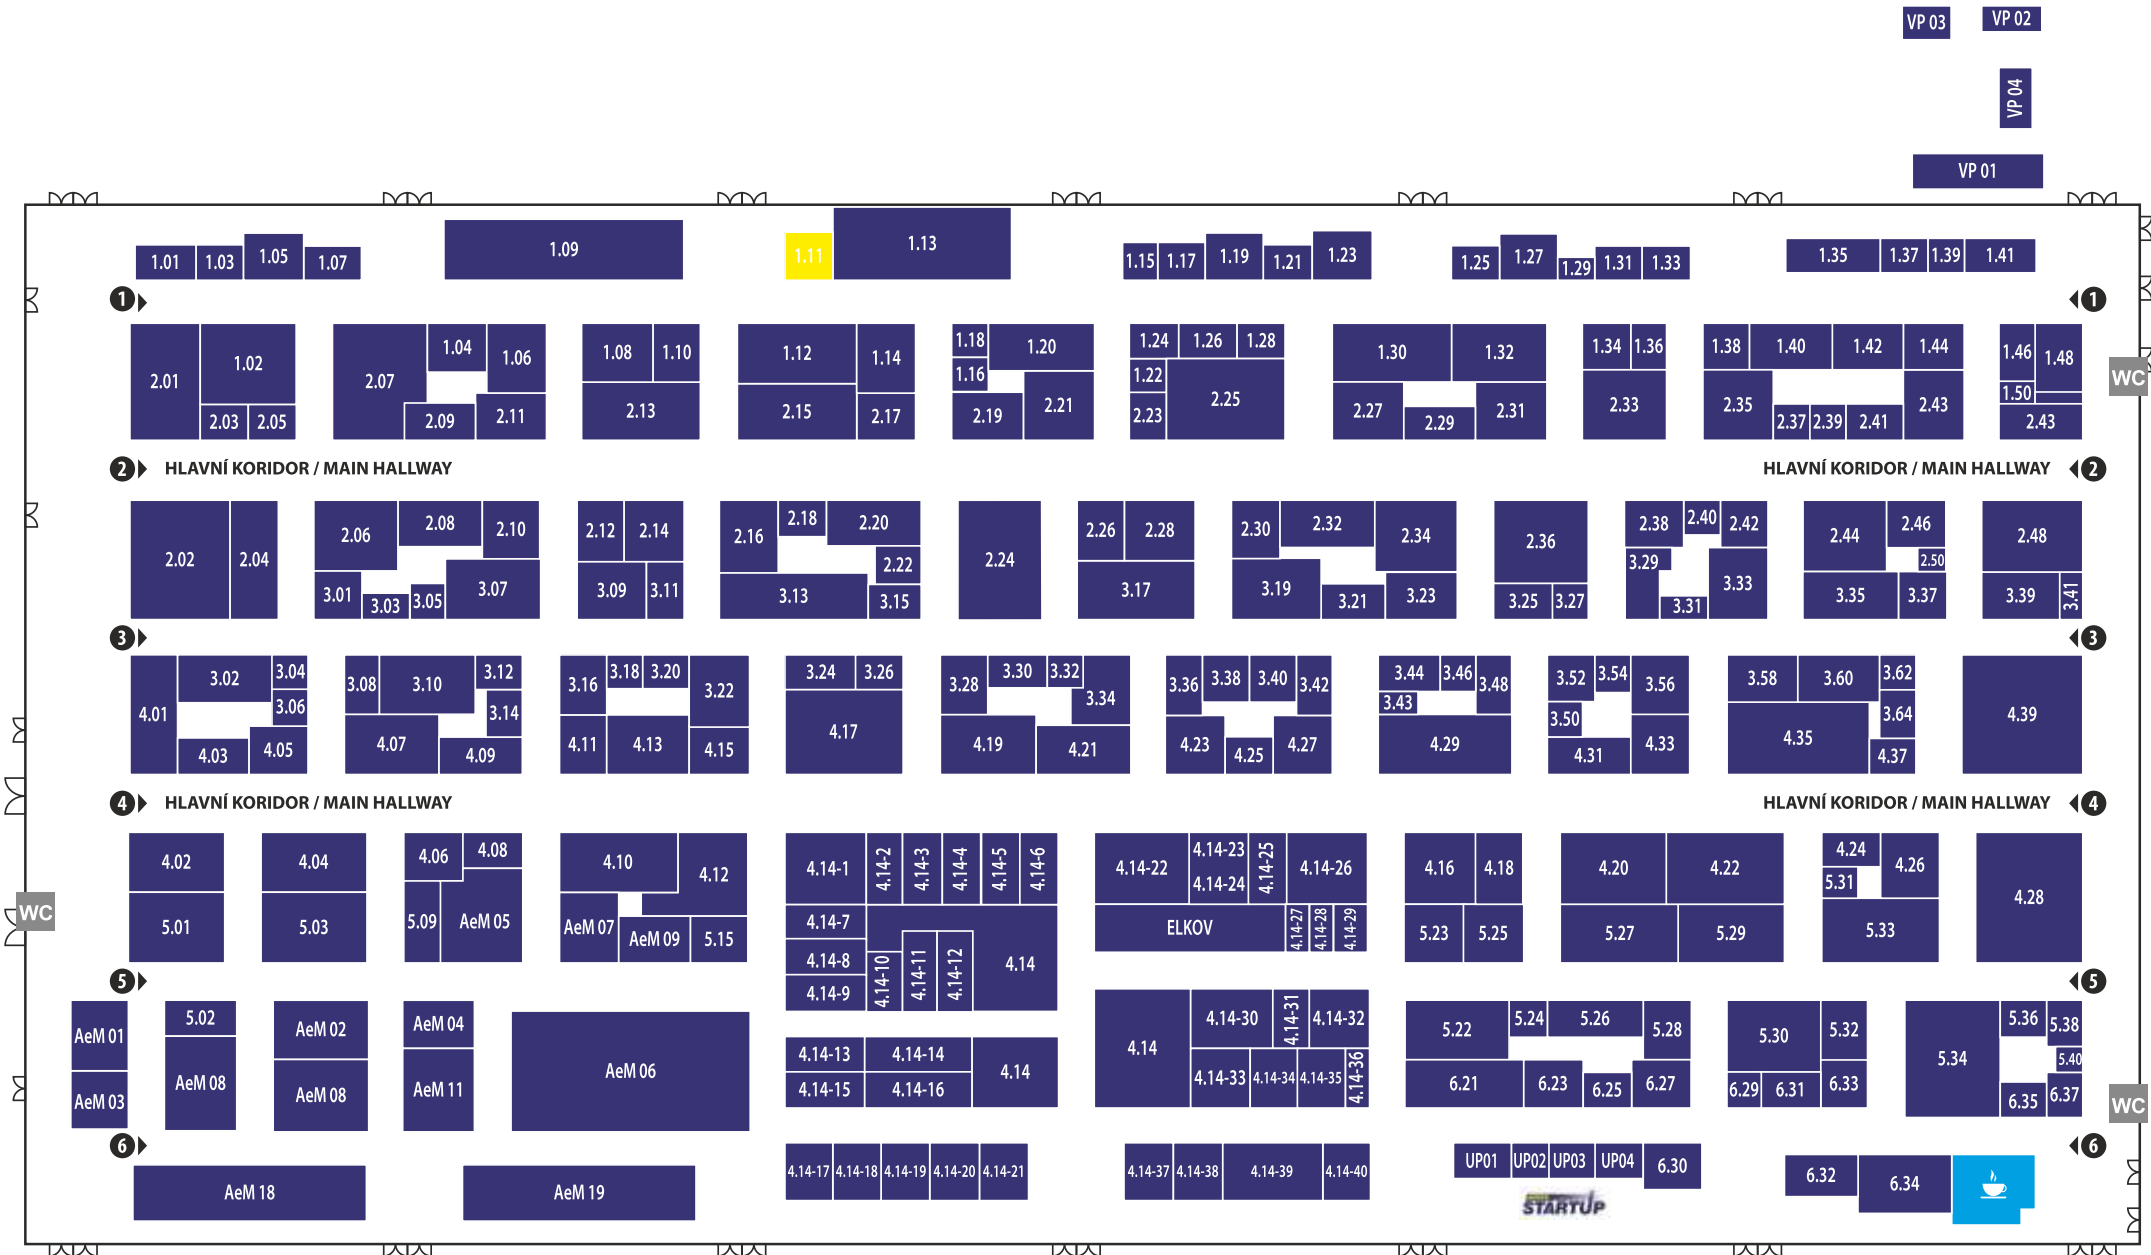 VP 03 VP 02
VP 04
VP 01
1.01 1.03 1.05 1.07 1.09 1.11 1.13 1.15 1.17 1.19 1.21 1.23 1.25 1.27 1.29 1.31 1.33 1.35 1.37 1.39 1.41
1 1
2.01 1.02 2.07 1.04 1.06 1.08 1.10 1.12 1.14 1.18 1.20 1.24 1.26 1.28 1.30 1.32 1.34 1.36 1.38 1.40 1.42 1.44 1.46 1.48
WC
1.16 1.22 1.50
2.03 2.05 2.09 2.11 2.13 2.15 2.17 2.19 2.21 2.23 2.25 2.27 2.29 2.31 2.33 2.35 2.37 2.39 2.41 2.43 2.43
2 HLAVNÍ KORIDOR / MAIN HALLWAY HLAVNÍ KORIDOR / MAIN HALLWAY 2
2.02 2.04 2.06 2.08 2.10 2.12 2.14 2.16 2.18 2.20 2.22 2.24 2.26 2.28 2.30 2.32 2.34 2.36 2.38 2.40 2.42 2.44 2.46 2.50 2.48
3.01 3.03 3.05 3.07 3.09 3.11 3.13 3.15 3.17 3.19 3.21 3.23 3.25 3.27 3.29 3.31 3.33 3.35 3.37 3.39 3.41
3 3
4.01 3.02 3.04 3.06 3.08 3.10 3.12 3.14 3.16 3.18 3.20 3.22 3.24 3.26 3.28 3.30 3.32 3.34 3.36 3.38 3.40 3.42 3.44 3.46 3.48 3.43 3.52 3.54 3.56 3.50 3.58 3.60 3.62 3.64 4.39
4.03 4.05 4.07 4.09 4.11 4.13 4.15 4.17 4.19 4.21 4.23 4.25 4.27 4.29 4.31 4.33 4.35 4.37
4 HLAVNÍ KORIDOR / MAIN HALLWAY HLAVNÍ KORIDOR / MAIN HALLWAY 4
4.02 4.04 4.06 4.08 4.10 4.12 4.14-1 4.14-2 4.14-3 4.14-4 4.14-5 4.14-6 4.14-22 4.14-23 4.14-24 4.14-25 4.14-26 4.16 4.18 4.20 4.22 4.24 4.26 4.28
WC
5.01 5.03 5.09 AeM 05 AeM 07 AeM 09 5.15 4.14-7 ELKOV 4.14-27 4.14-28 4.14-29 5.23 5.25 5.27 5.29 5.31 5.33
4.14-8 4.14-10 4.14-11 4.14-12 4.14
4.14-9
5 5
AeM 01 5.02 AeM 02 AeM 04 AeM 06 4.14 4.14-30 4.14-31 4.14-32 5.22 5.24 5.26 5.28 5.30 5.32 5.34 5.36 5.38
5.40
AeM 03 AeM 08 AeM 08 AeM 11 4.14-13 4.14-14 4.14 4.14-33 4.14-34 4.14-35 4.14-36 6.21 6.23 6.25 6.27 6.29 6.31 6.33 6.35 6.37
4.14-15 4.14-16
WC
6 6
AeM 18 AeM 19 4.14-17 4.14-18 4.14-19 4.14-20 4.14-21 4.14-37 4.14-38 4.14-39 4.14-40 UP01 UP02 UP03 UP04 6.30 6.32 6.34
STARTUP